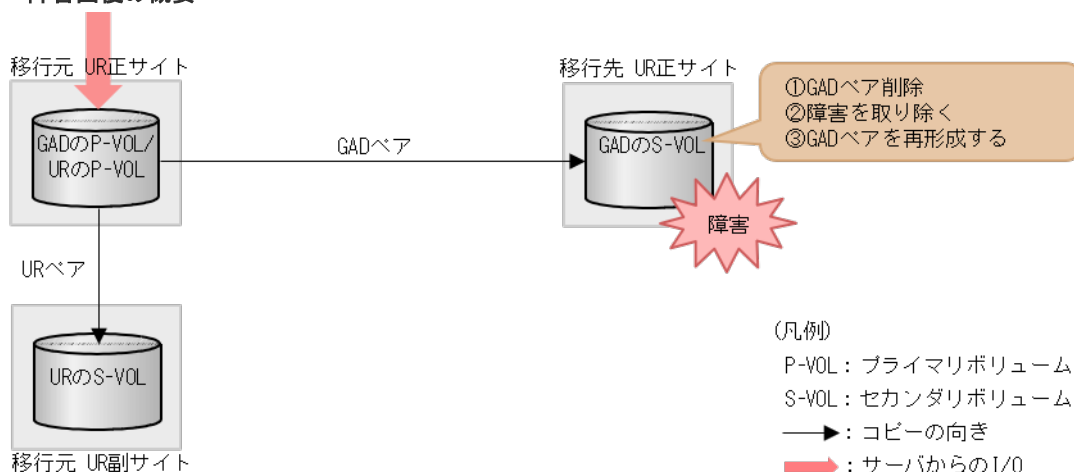 移行元 UR正サイト
移行先 UR正サイト
①GADペア削除
②障害を取り除く
③GADペアを再形成する
GADのP-VOL/
URのP-VOL
GADペア
GADのS-VOL
障害
URペア
URのS-VOL
移行元 UR副サイト
(凡例)
P-VOL：プライマリボリューム
S-VOL：セカンダリボリューム
：コピーの向き
：サーバからのI/O